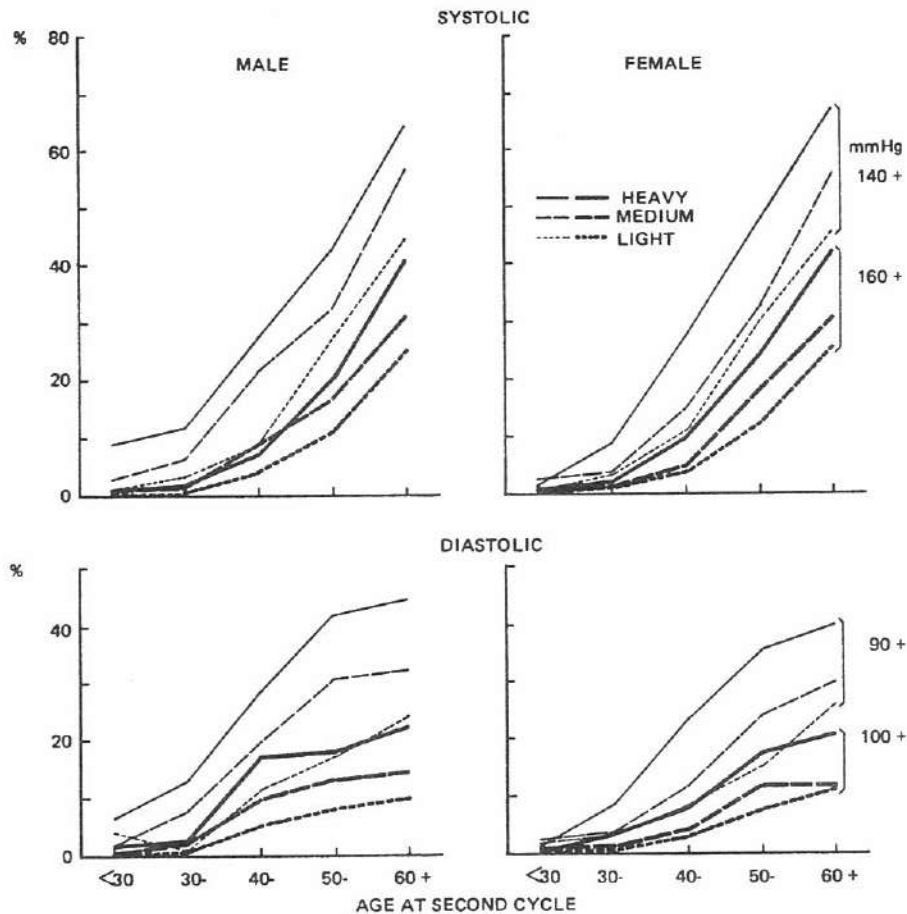 SYSTOLIC
% 80
MALE
FEMALE
60
40
20
0
HEAVY
MEDIUM
LIGHT
mmHg
140 +
160 +
DIASTOLIC
%
40
20
0
90 +
100 +
<30 30- 40- 50- 60 +
<30 30- 40- 50- 60 +
AGE AT SECOND CYCLE